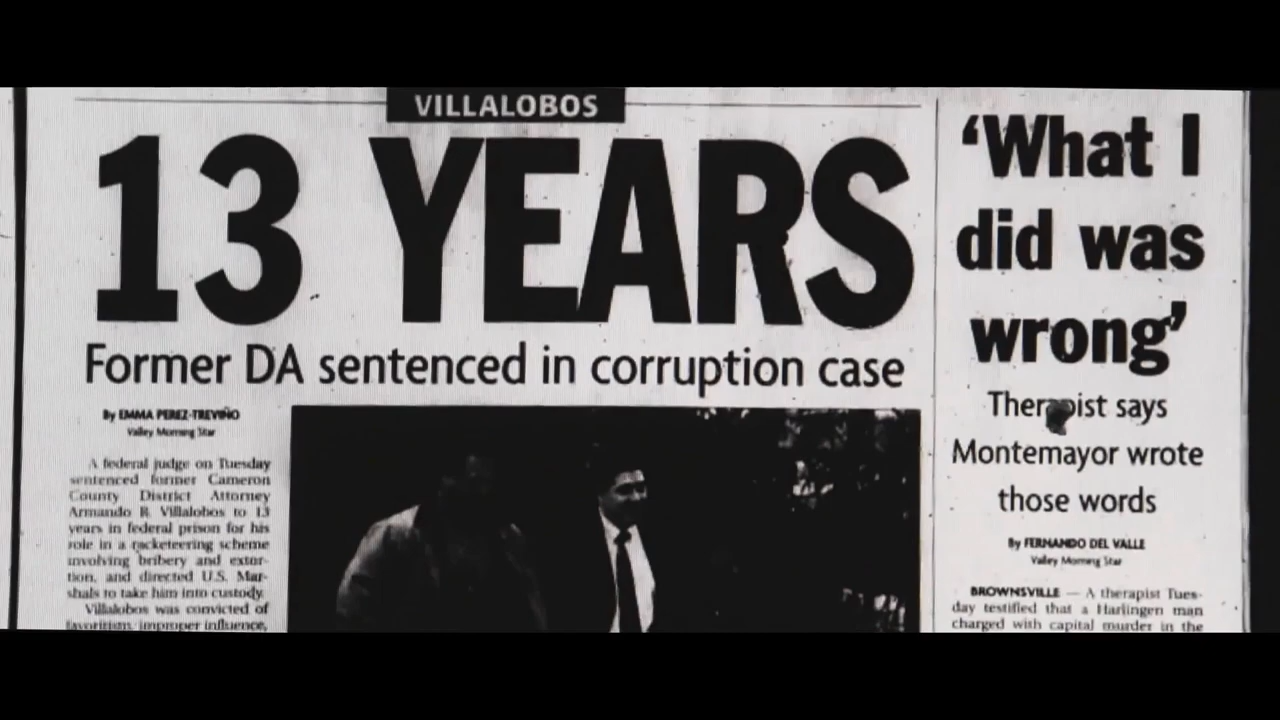 VILLALOBOS
13 YEARS
Former DA sentenced in corruption case
By EMMA PEREZ-TREVIÑO
Valley Morning Star
A federal judge on Tuesday
sentenced former Cameron
County District Attorney
Armando R. Villalobos to 13
years in federal prison for his
role in a racketeering scheme
involving bribery and extor-
tion, and directed U.S. Mar-
shals to take him into custody.
Villalobos was convicted of
favoritism, improper influence,
‘What I
did was
wrong’
Therapist says
Montemayor wrote
those words
By FERNANDO DEL VALLE
Valley Morning Star
BROWNSVILLE — A therapist Tues-
day testified that a Harlingen man
charged with capital murder in the